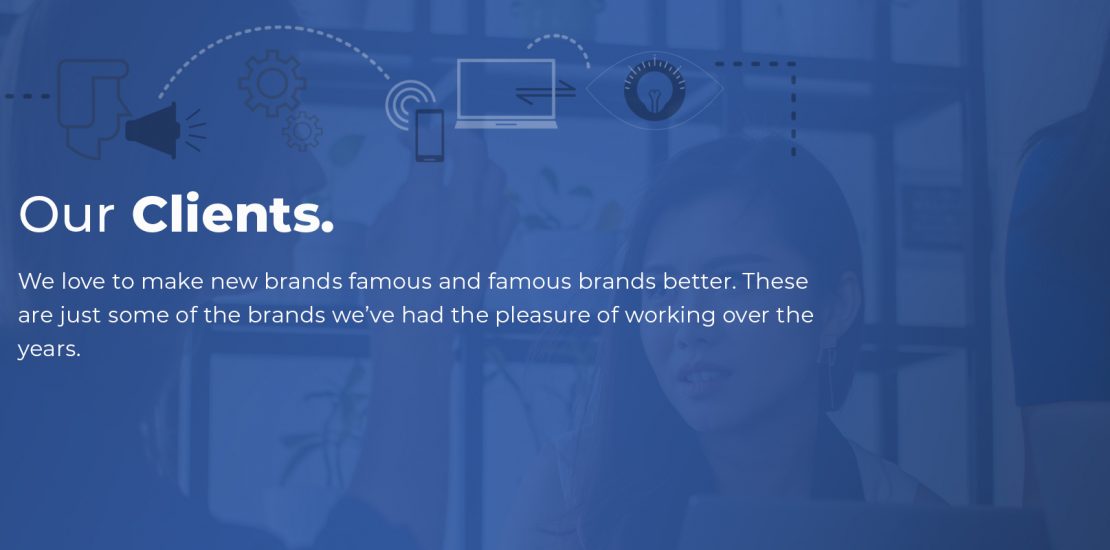 Our Clients.
We love to make new brands famous and famous brands better. These
are just some of the brands we’ve had the pleasure of working over the
years.